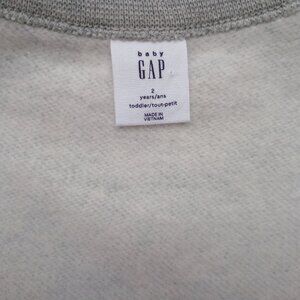 baby
GAP
2
years/ans
toddler/tout-petit
MADE IN
VIETNAM